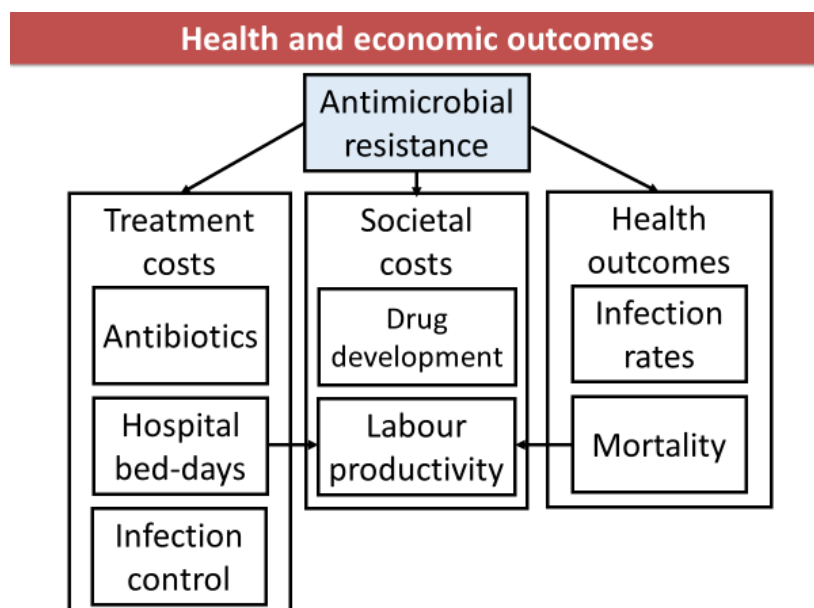 Health and economic outcomes
Antimicrobial
resistance
Treatment
costs
Antibiotics
Hospital
bed-days
Infection
control
Societal
costs
Drug
development
Labour
productivity
Health
outcomes
Infection
rates
Mortality